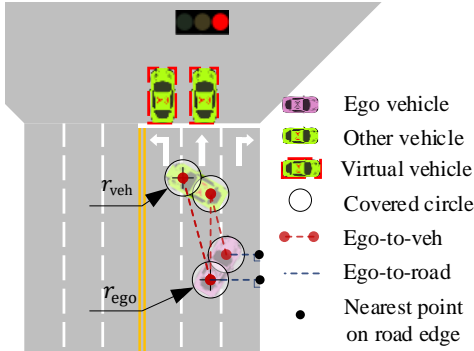 r_veh
r_ego
Ego vehicle
Other vehicle
Virtual vehicle
Covered circle
Ego-to-veh
Ego-to-road
Nearest point
on road edge